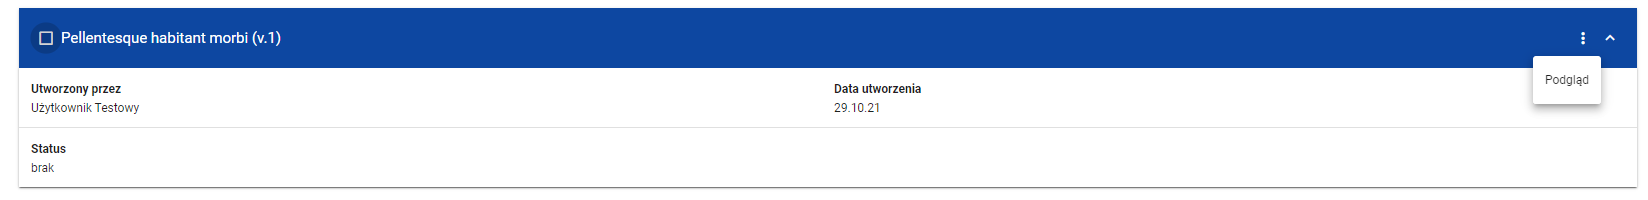 Pellentesque habitant morbi (v.1)
Podgląd
Utworzony przez
Użytkownik Testowy
Data utworzenia
29.10.21
Status
brak